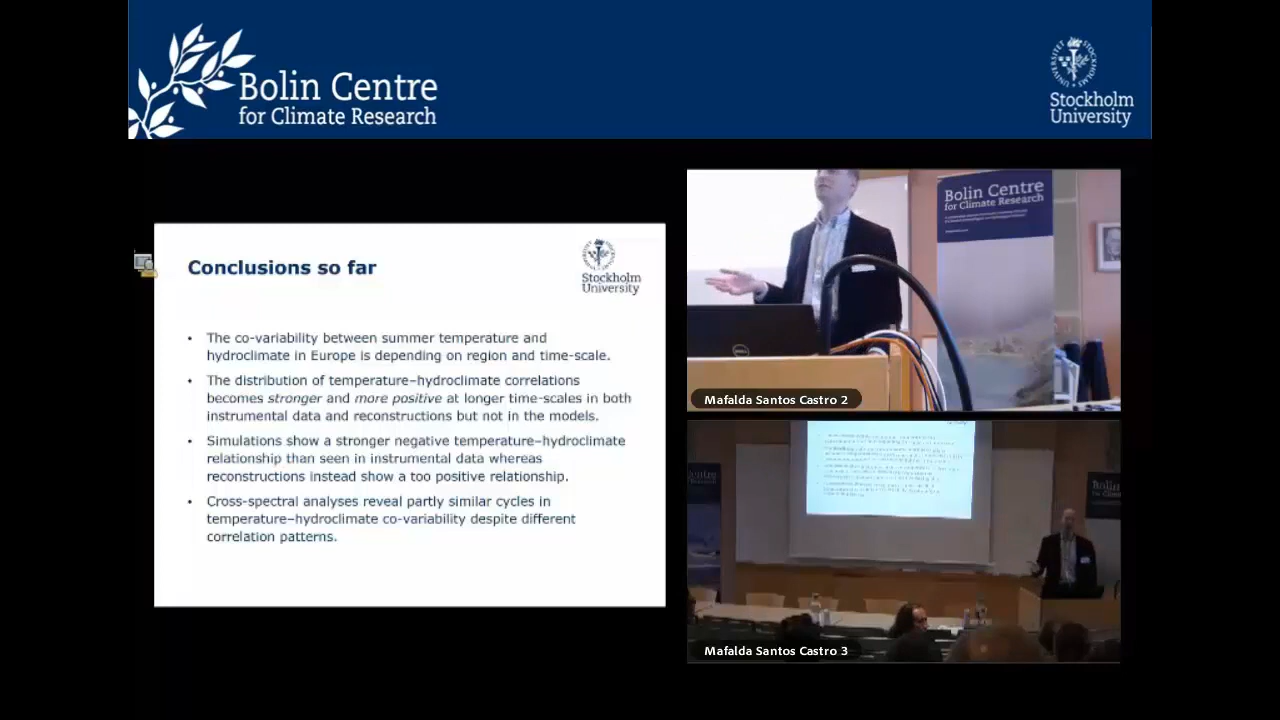 Bolin Centre
for Climate Research
Stockholm
University
Conclusions so far
Stockholm
University
• The co-variability between summer temperature and
hydroclimate in Europe is depending on region and time-scale.
• The distribution of temperature–hydroclimate correlations
becomes stronger and more positive at longer time-scales in both
instrumental data and reconstructions but not in the models.
• Simulations show a stronger negative temperature–hydroclimate
relationship than seen in instrumental data whereas
reconstructions instead show a too positive relationship.
• Cross-spectral analyses reveal partly similar cycles in
temperature–hydroclimate co-variability despite different
correlation patterns.
Bolin Centre
for Climate Research
DELL
Mafalda Santos Castro 2
Mafalda Santos Castro 3